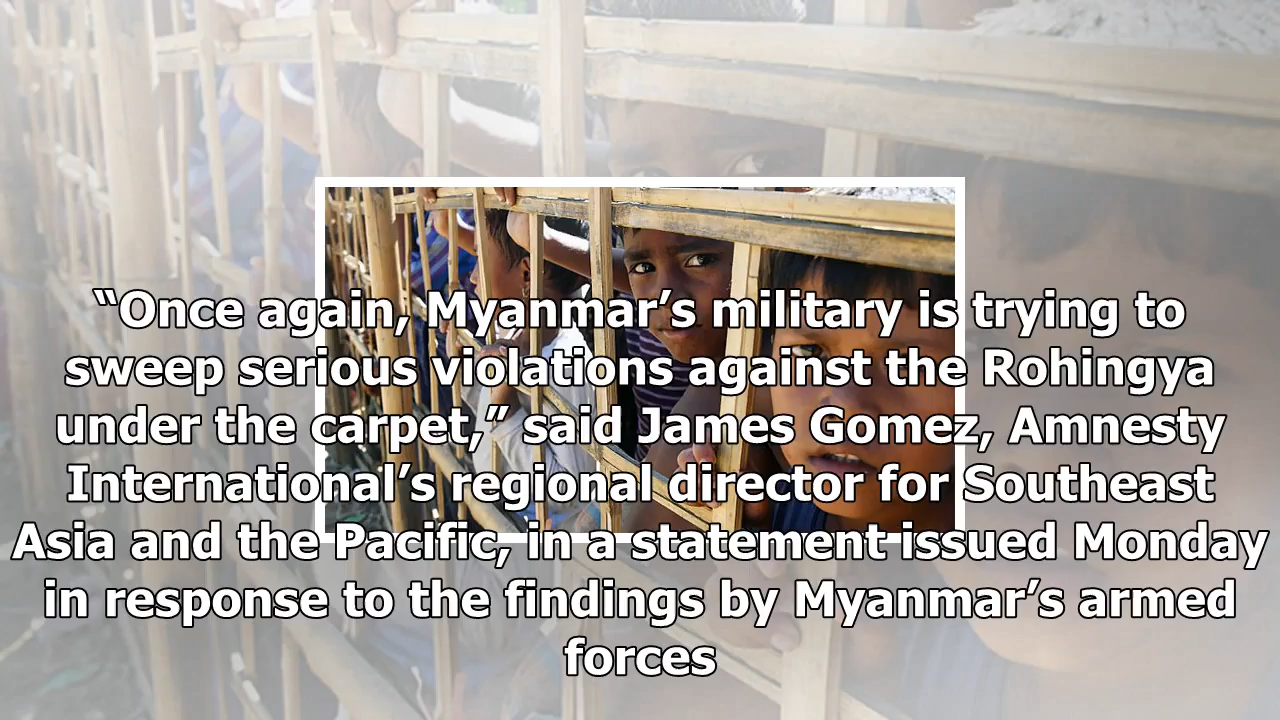 “Once again, Myanmar’s military is trying to
sweep serious violations against the Rohingya
under the carpet,” said James Gomez, Amnesty
International’s regional director for Southeast
Asia and the Pacific, in a statement issued Monday
in response to the findings by Myanmar’s armed
forces